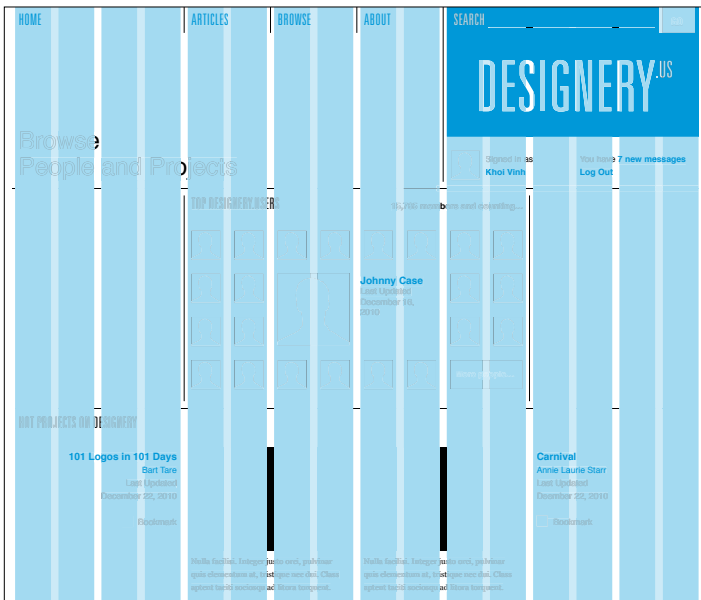 HOME
ARTICLES
BROWSE
ABOUT
SEARCH
GO
DESIGNERY.US
Browse
People and Projects
Signed in as
Khoi Vinh
You have 7 new messages
Log Out
TOP DESIGNERY.USERS
members and counting...
Johnny Case
Last Updated
December 18,
2010
More people...
HOT PROJECTS ON DESIGNERY
101 Logos in 101 Days
Bart Tare
Last Updated
December 22, 2010
Bookmark
Carnival
Annie Laurie Starr
Last Updated
December 22, 2010
Bookmark
Nulla facilisi. Integer justo orci, pulvinar
quis elementum at, tristique nec dui. Class
aptent taciti sociosqu ad litora torquent.
Nulla facilisi. Integer justo orci, pulvinar
quis elementum at, tristique nec dui. Class
aptent taciti sociosqu ad litora torquent.